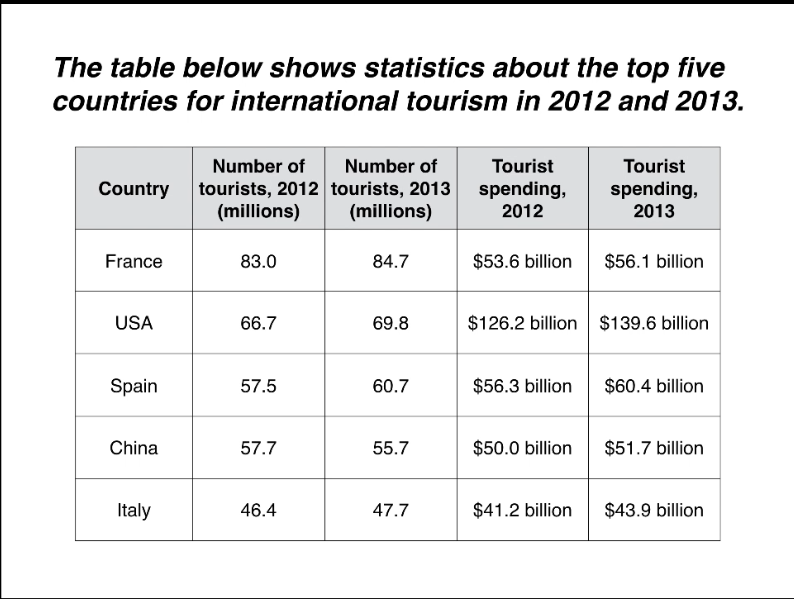 The table below shows statistics about the top five
countries for international tourism in 2012 and 2013.
Country
Number of
tourists, 2012
(millions)
Number of
tourists, 2013
(millions)
Tourist
spending,
2012
Tourist
spending,
2013
France 83.0 84.7 $53.6 billion $56.1 billion
USA 66.7 69.8 $126.2 billion $139.6 billion
Spain 57.5 60.7 $56.3 billion $60.4 billion
China 57.7 55.7 $50.0 billion $51.7 billion
Italy 46.4 47.7 $41.2 billion $43.9 billion